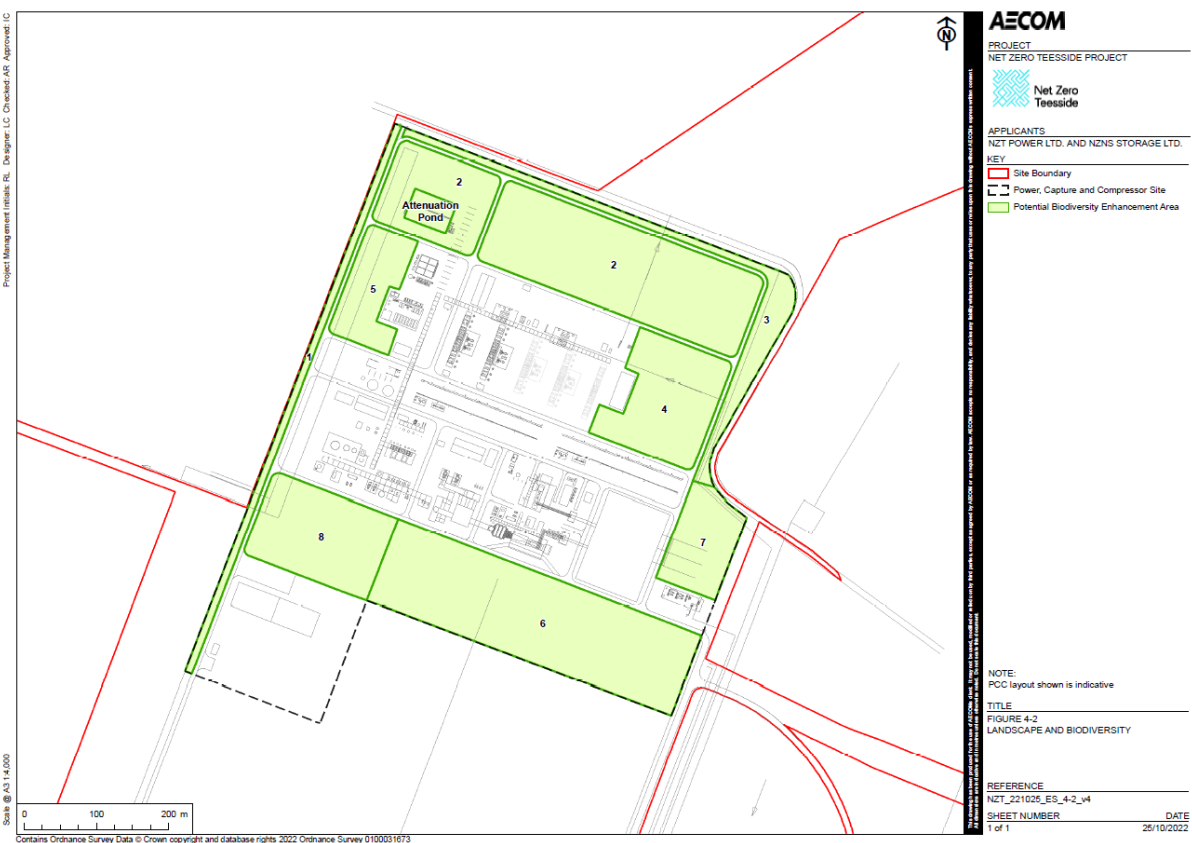 Project Management Initials: RL Designer: LC Checked: AR Approved: IC
Scale @ A3 1:4,000
N
2
Attenuation
Pond
2
5
3
1
4
8
7
6
0 100 200 m
Contains Ordnance Survey Data © Crown copyright and database rights 2022 Ordnance Survey 0100031673
AECOM
PROJECT
NET ZERO TEESSIDE PROJECT
Net Zero
Teesside
APPLICANTS
NZT POWER LTD. AND NZNS STORAGE LTD.
KEY
Site Boundary
Power, Capture and Compressor Site
Potential Biodiversity Enhancement Area
NOTE:
PCC layout shown is indicative
TITLE
FIGURE 4-2
LANDSCAPE AND BIODIVERSITY
REFERENCE
NZT_221025_ES_4-2_v4
SHEET NUMBER DATE
1 of 1 25/10/2022